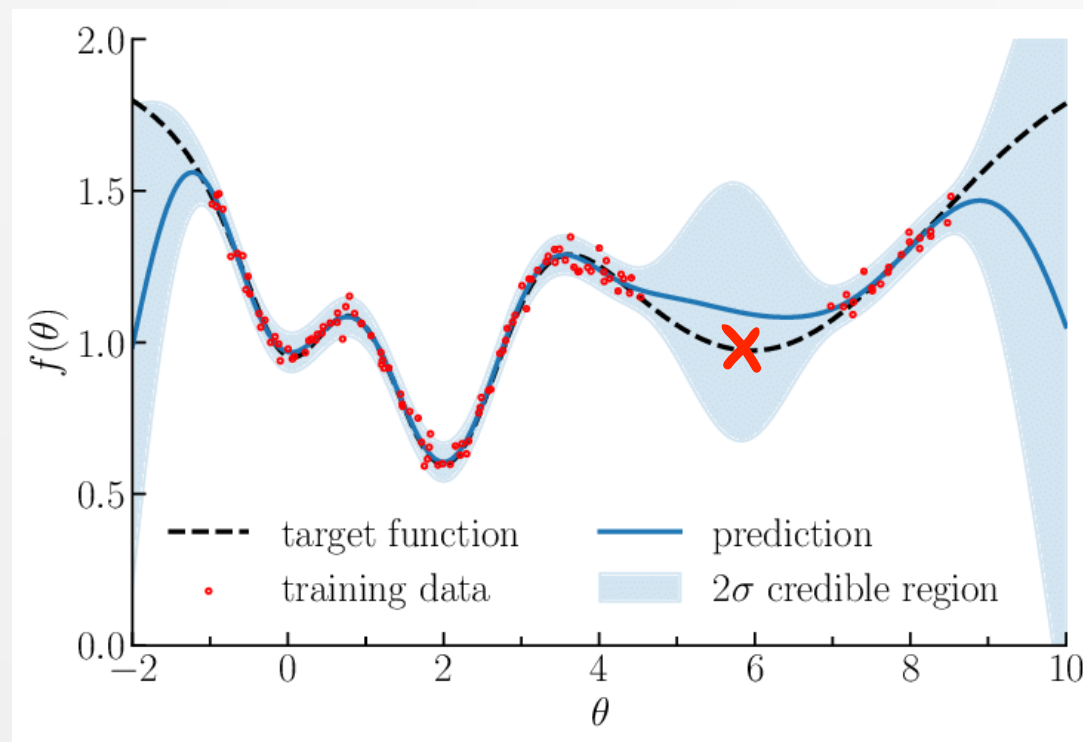 2.0
1.5
1.0
0.5
0.0
f(θ)
target function
training data
prediction
2σ credible region
−2
0
2
4
6
8
10
θ